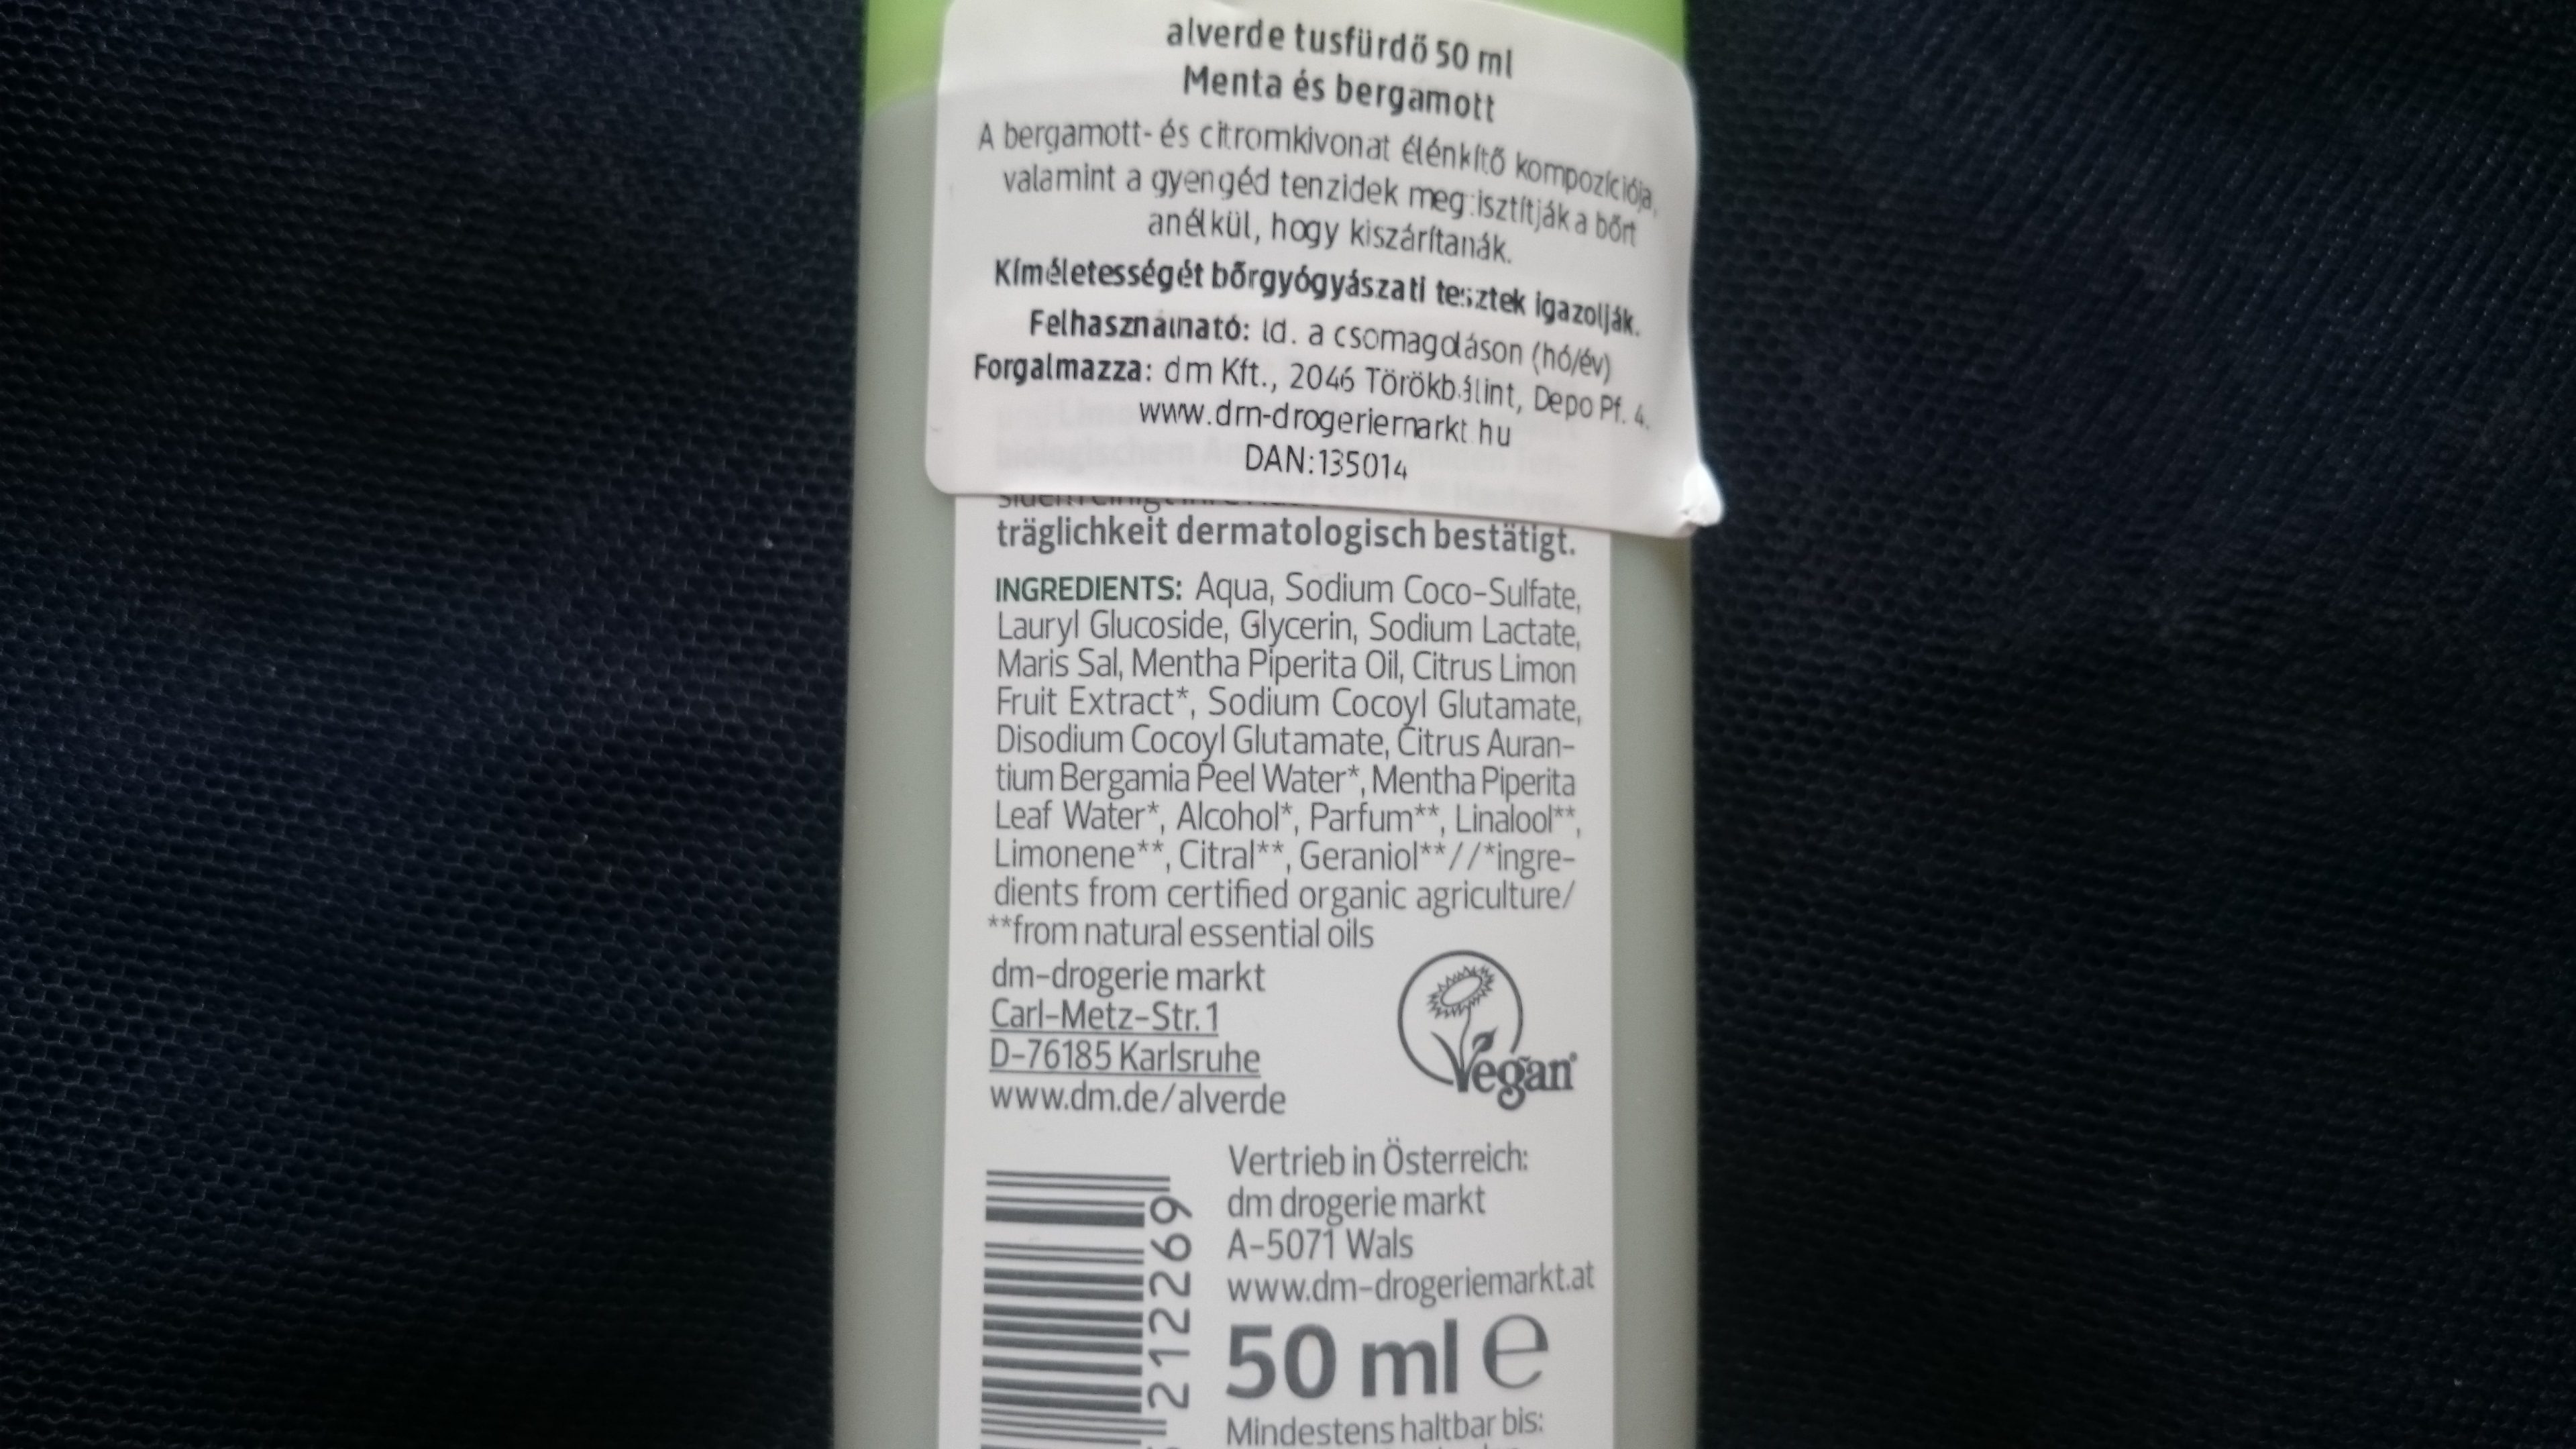 alverde tusfürdő 50 ml
Menta és bergamott
A bergamott- és citromkivonat élénkítő kompozíciója,
valamint a gyengéd tenzidek megtisztítják a bőrt
anélkül, hogy kiszárítanák.
Kíméletességét bőrgyógyászati tesztek igazolják.
Felhasználható: ld. a csomagoláson (hó/év)
Forgalmazza: dm Kft., 2046 Törökbálint, Depo Pf. 4.
www.dm-drogeriemarkt.hu
DAN:135014
träglichkeit dermatologisch bestätigt.
INGREDIENTS: Aqua, Sodium Coco-Sulfate,
Lauryl Glucoside, Glycerin, Sodium Lactate,
Maris Sal, Mentha Piperita Oil, Citrus Limon
Fruit Extract*, Sodium Cocoyl Glutamate,
Disodium Cocoyl Glutamate, Citrus Auran-
tium Bergamia Peel Water*, Mentha Piperita
Leaf Water*, Alcohol*, Parfum**, Linalool**,
Limonene**, Citral**, Geraniol**//*ingre-
dients from certified organic agriculture/
**from natural essential oils
dm-drogerie markt
Carl-Metz-Str. 1
D-76185 Karlsruhe
www.dm.de/alverde
Vegan
Vertrieb in Österreich:
dm drogerie markt
A-5071 Wals
www.dm-drogeriemarkt.at
212269
50 ml e
Mindestens haltbar bis: